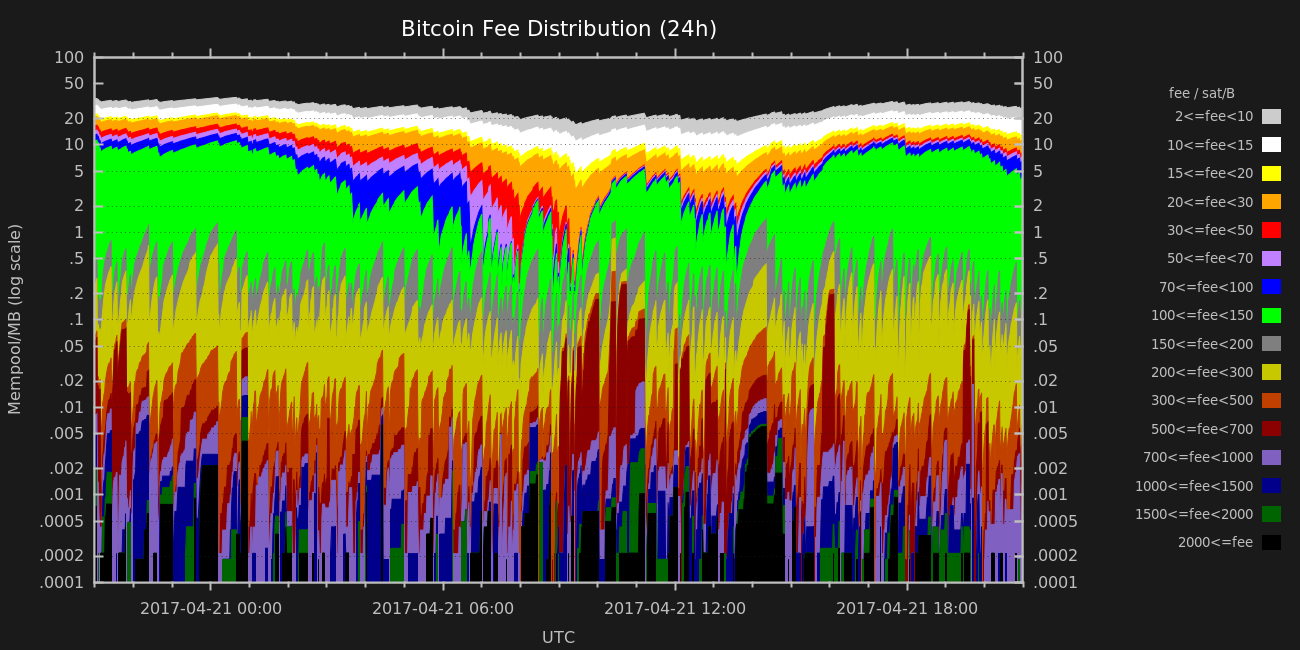 Bitcoin Fee Distribution (24h)
100
50
20
10
5
2
1
.5
.2
.1
.05
.02
.01
.005
.002
.001
.0005
.0002
.0001
Mempool/MB (log scale)
100
50
20
10
5
2
1
.5
.2
.1
.05
.02
.01
.005
.002
.001
.0005
.0002
.0001
2017-04-21 00:00 2017-04-21 06:00 2017-04-21 12:00 2017-04-21 18:00
UTC
fee / sat/B
2<=fee<10
10<=fee<15
15<=fee<20
20<=fee<30
30<=fee<50
50<=fee<70
70<=fee<100
100<=fee<150
150<=fee<200
200<=fee<300
300<=fee<500
500<=fee<700
700<=fee<1000
1000<=fee<1500
1500<=fee<2000
2000<=fee